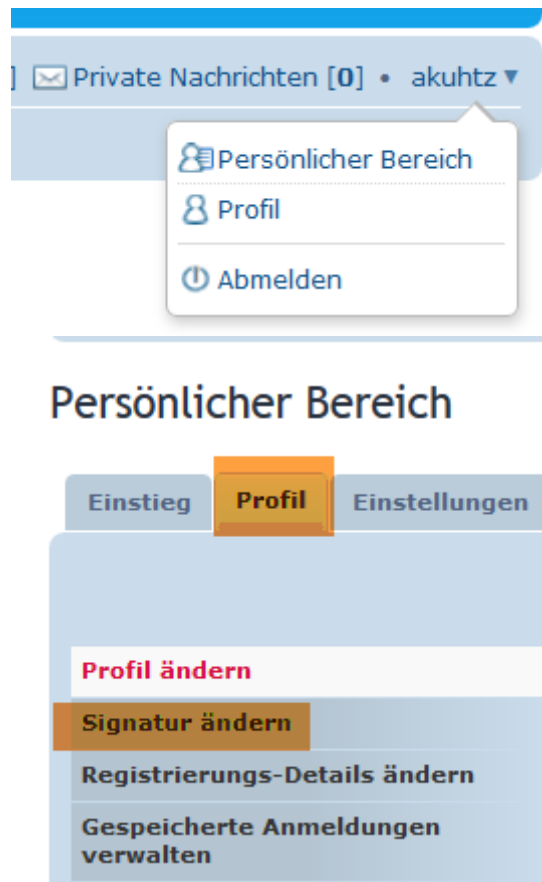 ] Private Nachrichten [0] • akuhtz ▼
Persönlicher Bereich
Profil
Abmelden
Persönlicher Bereich
Einstieg Profil Einstellungen
Profil ändern
Signatur ändern
Registrierungs-Details ändern
Gespeicherte Anmeldungen
verwalten